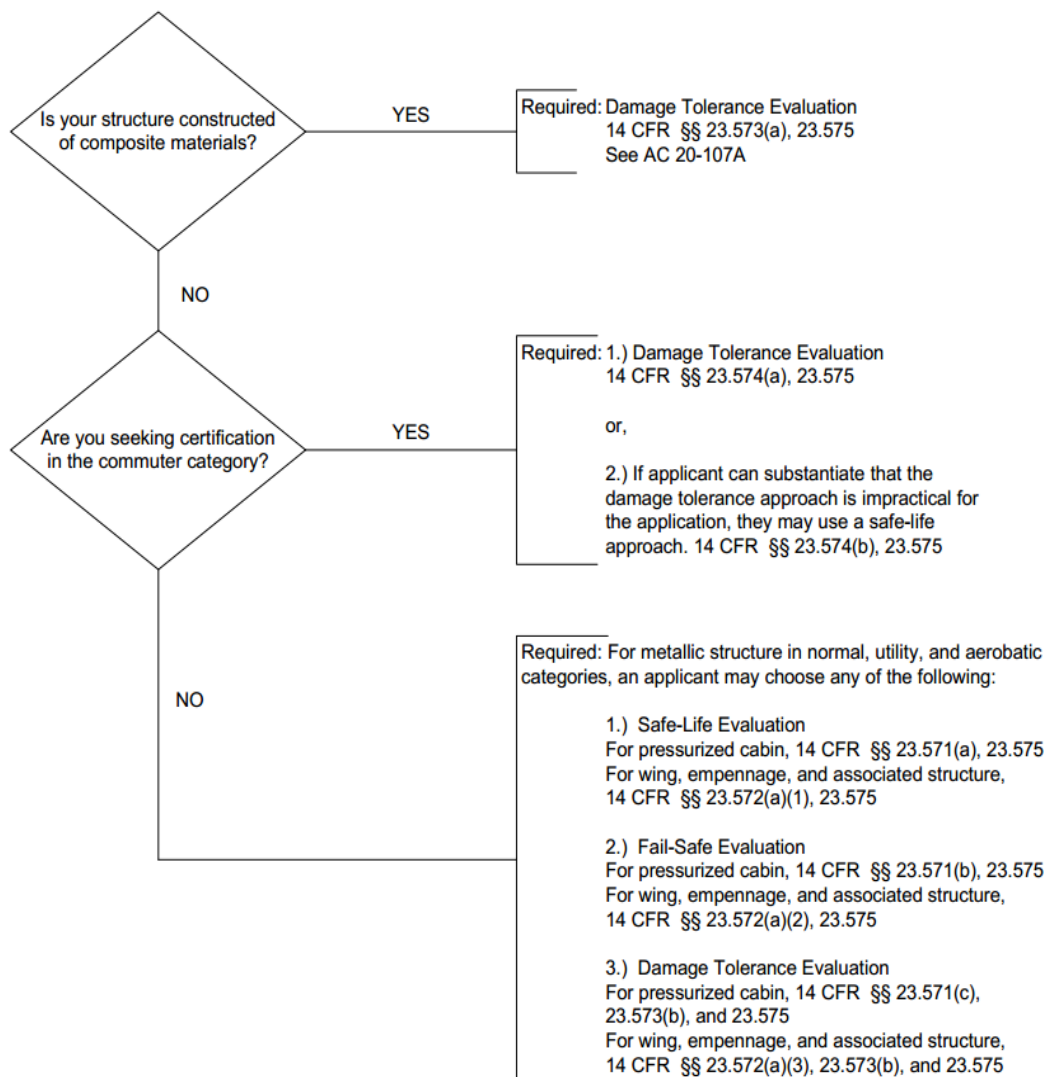 Is your structure constructed
of composite materials?
YES
Required: Damage Tolerance Evaluation
14 CFR §§ 23.573(a), 23.575
See AC 20-107A
NO
Are you seeking certification
in the commuter category?
YES
Required: 1.) Damage Tolerance Evaluation
14 CFR §§ 23.574(a), 23.575
or,
2.) If applicant can substantiate that the
damage tolerance approach is impractical for
the application, they may use a safe-life
approach. 14 CFR §§ 23.574(b), 23.575
NO
Required: For metallic structure in normal, utility, and aerobatic
categories, an applicant may choose any of the following:
1.) Safe-Life Evaluation
For pressurized cabin, 14 CFR §§ 23.571(a), 23.575
For wing, empennage, and associated structure,
14 CFR §§ 23.572(a)(1), 23.575
2.) Fail-Safe Evaluation
For pressurized cabin, 14 CFR §§ 23.571(b), 23.575
For wing, empennage, and associated structure,
14 CFR §§ 23.572(a)(2), 23.575
3.) Damage Tolerance Evaluation
For pressurized cabin, 14 CFR §§ 23.571(c),
23.573(b), and 23.575
For wing, empennage, and associated structure,
14 CFR §§ 23.572(a)(3), 23.573(b), and 23.575